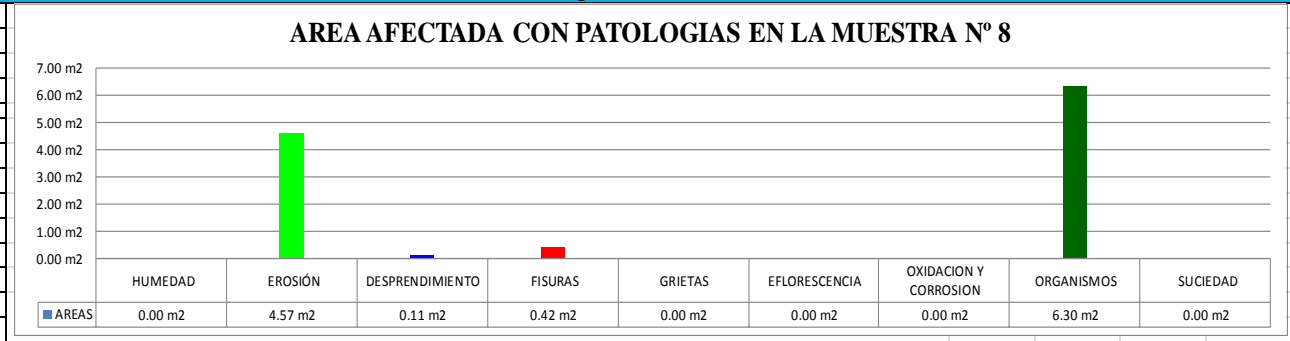 AREA AFECTADA CON PATOLOGIAS EN LA MUESTRA Nº 8
7.00 m2
6.00 m2
5.00 m2
4.00 m2
3.00 m2
2.00 m2
1.00 m2
0.00 m2
HUMEDAD EROSIÓN DESPRENDIMIENTO FISURAS GRIETAS EFLORESCENCIA OXIDACION Y CORROSION ORGANISMOS SUCIEDAD
AREAS 0.00 m2 4.57 m2 0.11 m2 0.42 m2 0.00 m2 0.00 m2 0.00 m2 6.30 m2 0.00 m2